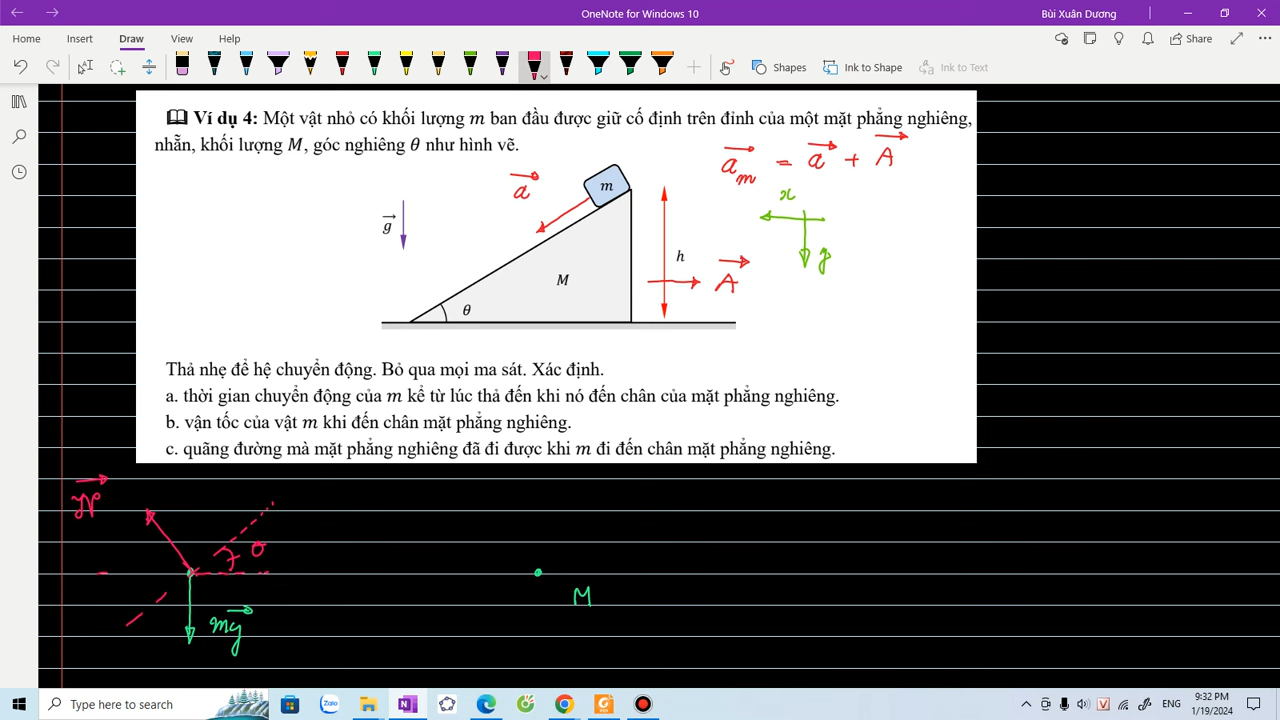 OneNote for Windows 10
Bùi Xuân Dương
Home Insert Draw View Help
Share
Shapes
Ink to Shape
Ink to Text
Ví dụ 4: Một vật nhỏ có khối lượng m ban đầu được giữ cố định trên đỉnh của một mặt phẳng nghiêng,
nhẵn, khối lượng M, góc nghiêng θ như hình vẽ.
a_m = a + A
a
m
x
g
y
h
M
A
θ
Thả nhẹ để hệ chuyển động. Bỏ qua mọi ma sát. Xác định.
a. thời gian chuyển động của m kể từ lúc thả đến khi nó đến chân của mặt phẳng nghiêng.
b. vận tốc của vật m khi đến chân mặt phẳng nghiêng.
c. quãng đường mà mặt phẳng nghiêng đã đi được khi m đi đến chân mặt phẳng nghiêng.
N
θ
M
mg
Type here to search
Zalo
ENG
9:32 PM
1/19/2024